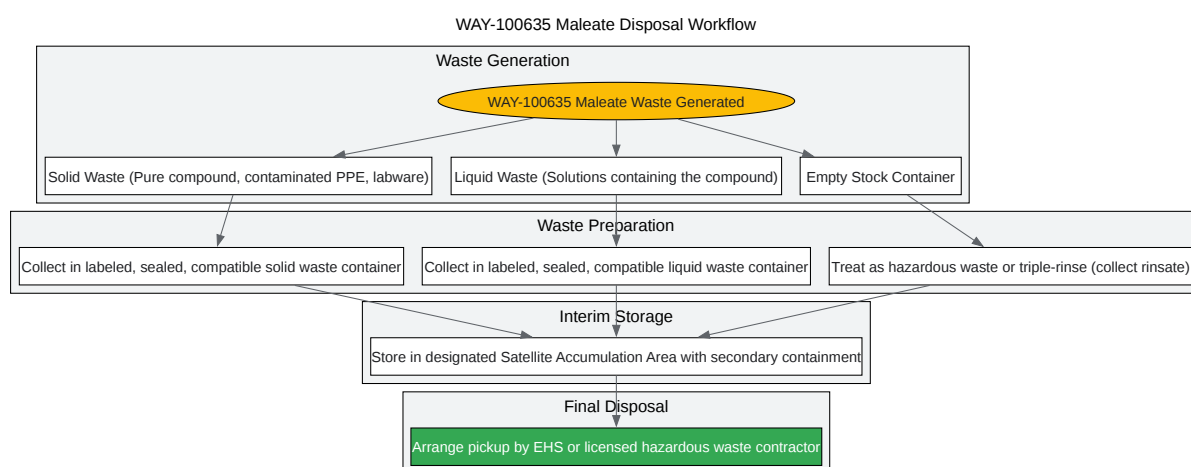 WAY-100635 Maleate Disposal Workflow
Waste Generation
WAY-100635 Maleate Waste Generated
Solid Waste (Pure compound, contaminated PPE, labware)
Liquid Waste (Solutions containing the compound)
Empty Stock Container
Waste Preparation
Collect in labeled, sealed, compatible solid waste container
Collect in labeled, sealed, compatible liquid waste container
Treat as hazardous waste or triple-rinse (collect rinsate)
Interim Storage
Store in designated Satellite Accumulation Area with secondary containment
Final Disposal
Arrange pickup by EHS or licensed hazardous waste contractor